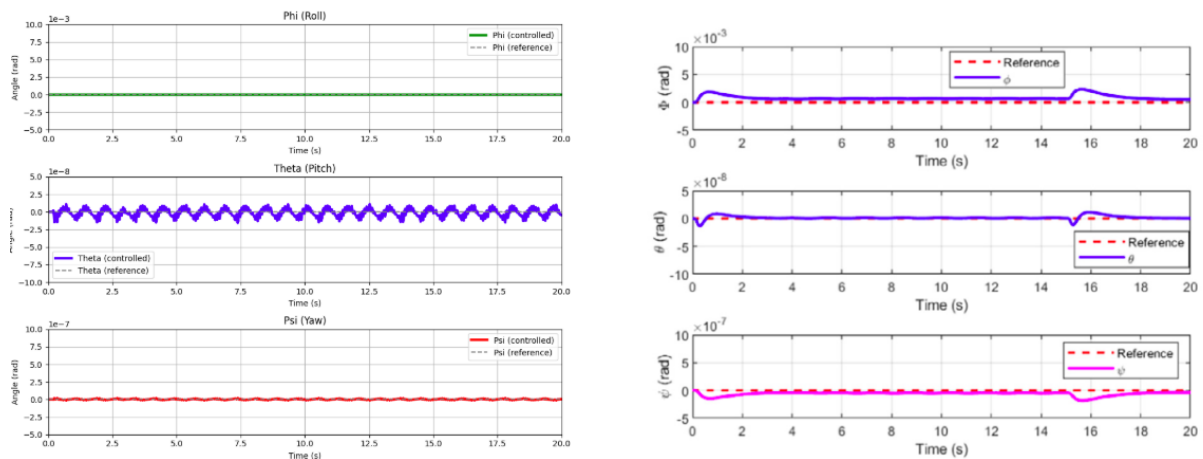 Phi (Roll)
1e-3
10.0
7.5
5.0
2.5
0.0
-2.5
-5.0
Angle (rad)
Phi (controlled)
Phi (reference)
0.0 2.5 5.0 7.5 10.0 12.5 15.0 17.5 20.0
Time (s)
Theta (Pitch)
1e-8
5.0
2.5
0.0
-2.5
-5.0
-7.5
-10.0
Theta (controlled)
Theta (reference)
0.0 2.5 5.0 7.5 10.0 12.5 15.0 17.5 20.0
Time (s)
Psi (Yaw)
1e-7
10.0
7.5
5.0
2.5
0.0
-2.5
-5.0
Angle (rad)
Psi (controlled)
Psi (reference)
0.0 2.5 5.0 7.5 10.0 12.5 15.0 17.5 20.0
Time (s)
×10⁻³
10
5
0
-5
Φ (rad)
Reference
ϕ
0 2 4 6 8 10 12 14 16 18 20
Time (s)
×10⁻⁸
5
0
-5
-10
θ (rad)
Reference
θ
0 2 4 6 8 10 12 14 16 18 20
Time (s)
×10⁻⁷
10
5
0
-5
ψ (rad)
Reference
ψ
0 2 4 6 8 10 12 14 16 18 20
Time (s)